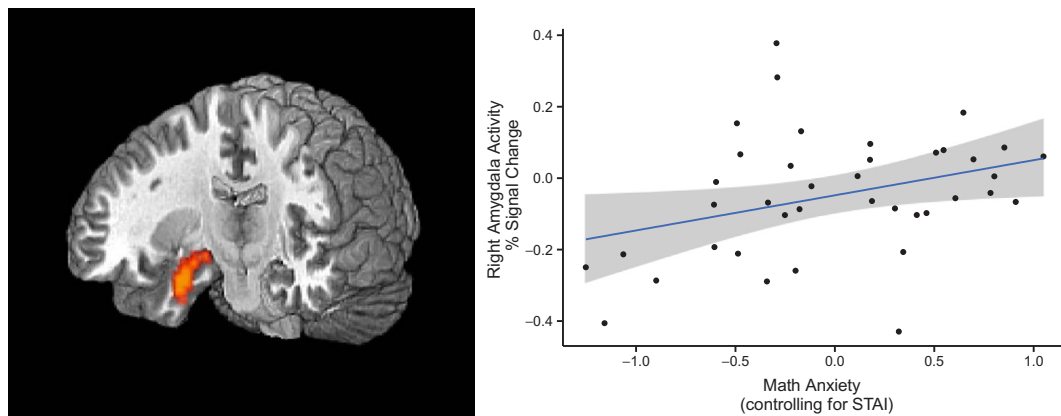 Right Amygdala Activity
% Signal Change
0.4
0.2
0.0
−0.2
−0.4
−1.0 −0.5 0.0 0.5 1.0
Math Anxiety
(controlling for STAI)